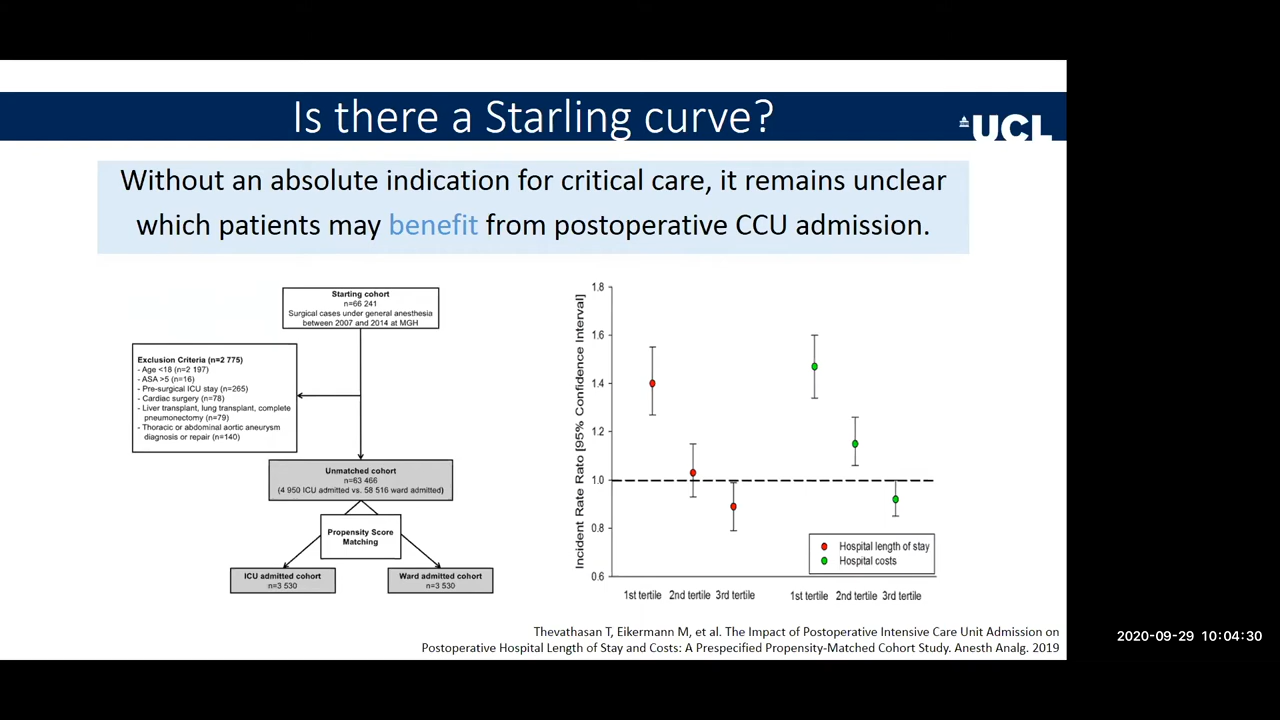 Is there a Starling curve?
UCL
Without an absolute indication for critical care, it remains unclear
which patients may benefit from postoperative CCU admission.
Starting cohort
n=66 241
Surgical cases under general anesthesia
between 2007 and 2014 at MGH
Exclusion Criteria (n=2 775)
- Age <18 (n=2 197)
- ASA >5 (n=16)
- Pre-surgical ICU stay (n=265)
- Cardiac surgery (n=78)
- Liver transplant, lung transplant, complete
pneumonectomy (n=79)
- Thoracic or abdominal aortic aneurysm
diagnosis or repair (n=140)
Unmatched cohort
n=63 466
(4 950 ICU admitted vs. 58 516 ward admitted)
Propensity Score
Matching
ICU admitted cohort
n=3 530
Ward admitted cohort
n=3 530
Incident Rate Rato [95% Confidence Interval]
1.8
1.6
1.4
1.2
1.0
0.8
0.6
Hospital length of stay
Hospital costs
1st tertile 2nd tertile 3rd tertile 1st tertile 2nd tertile 3rd tertile
Thevathasan T, Eikermann M, et al. The Impact of Postoperative Intensive Care Unit Admission on
Postoperative Hospital Length of Stay and Costs: A Prespecified Propensity-Matched Cohort Study. Anesth Analg. 2019
2020-09-29 10:04:30